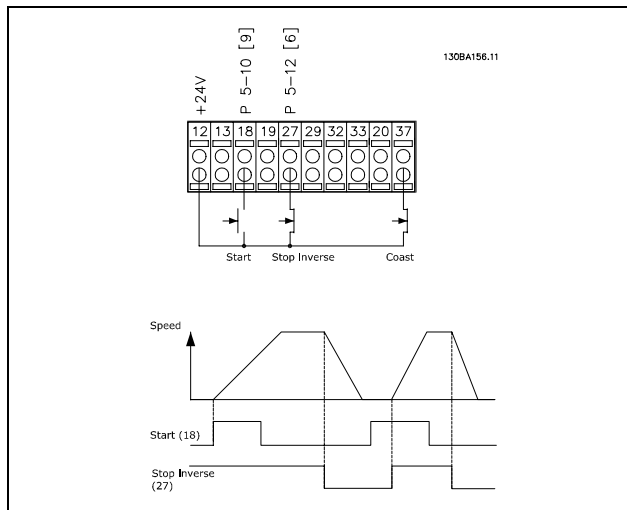 130BA156.11
+24V
P 5-10 [9]
P 5-12 [6]
12 13 18 19 27 29 32 33 20 37
Start Stop Inverse Coast
Speed
Start (18)
Stop Inverse
(27)